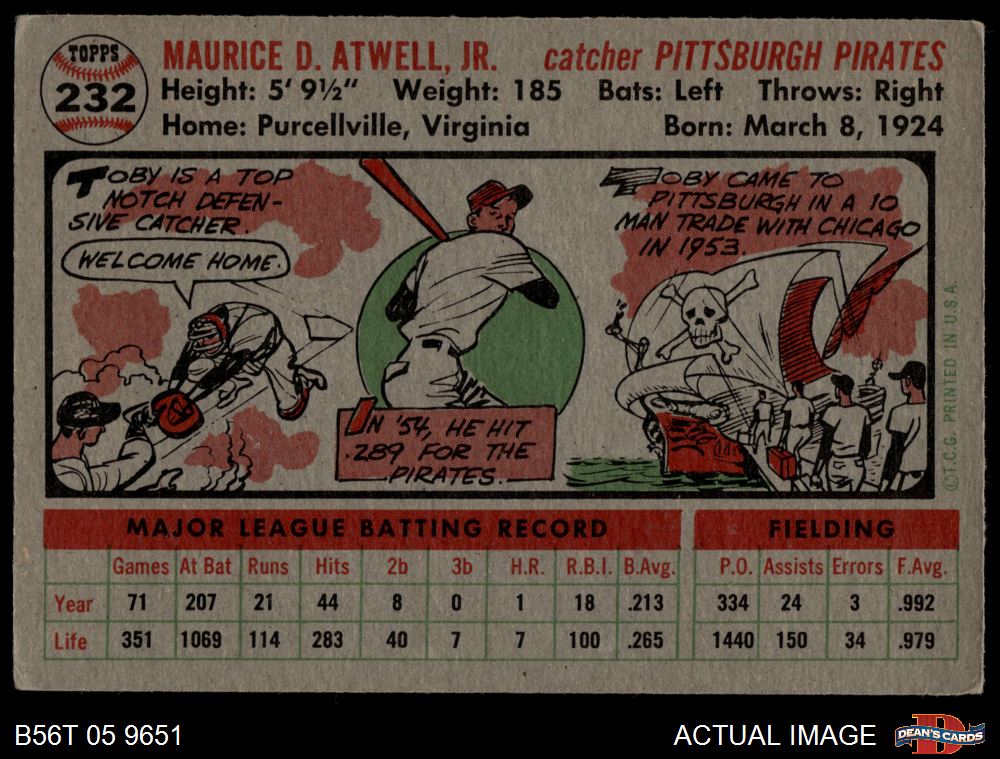 TOPPS
232
MAURICE D. ATWELL, JR. catcher PITTSBURGH PIRATES
Height: 5' 9½" Weight: 185 Bats: Left Throws: Right
Home: Purcellville, Virginia Born: March 8, 1924
TOBY IS A TOP
NOTCH DEFEN-
SIVE CATCHER.
WELCOME HOME.
IN '54, HE HIT
.289 FOR THE
PIRATES.
TOBY CAME TO
PITTSBURGH IN A 10
MAN TRADE WITH CHICAGO
IN 1953.
©T.C.G. PRINTED IN U.S.A.
MAJOR LEAGUE BATTING RECORD FIELDING
Games At Bat Runs Hits 2b 3b H.R. R.B.I. B.Avg. P.O. Assists Errors F.Avg.
Year 71 207 21 44 8 0 1 18 .213 334 24 3 .992
Life 351 1069 114 283 40 7 7 100 .265 1440 150 34 .979
B56T 05 9651 ACTUAL IMAGE DEAN'S CARDS